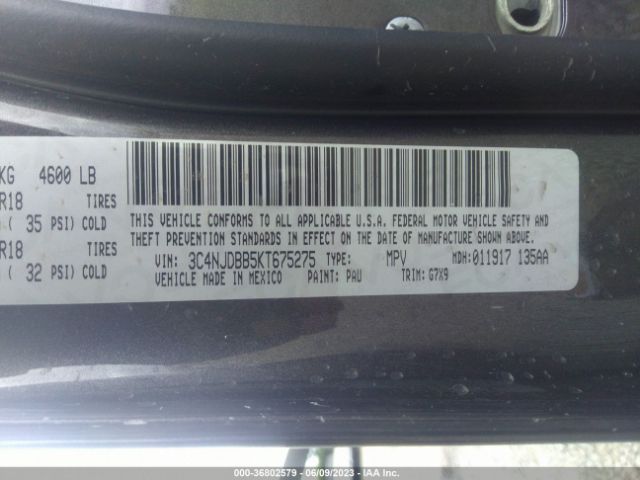 KG 4600 LB
R18 TIRES
( 35 PSI) COLD
R18 TIRES
( 32 PSI) COLD
THIS VEHICLE CONFORMS TO ALL APPLICABLE U.S.A. FEDERAL MOTOR VEHICLE SAFETY AND
THEFT PREVENTION STANDARDS IN EFFECT ON THE DATE OF MANUFACTURE SHOWN ABOVE.
VIN: 3C4NJDBB5KT675275 TYPE: MPV MDH: 011917 135AA
VEHICLE MADE IN MEXICO PAINT: PAU TRIM: G7X9
000-36802579 - 06/09/2023 - IAA Inc.